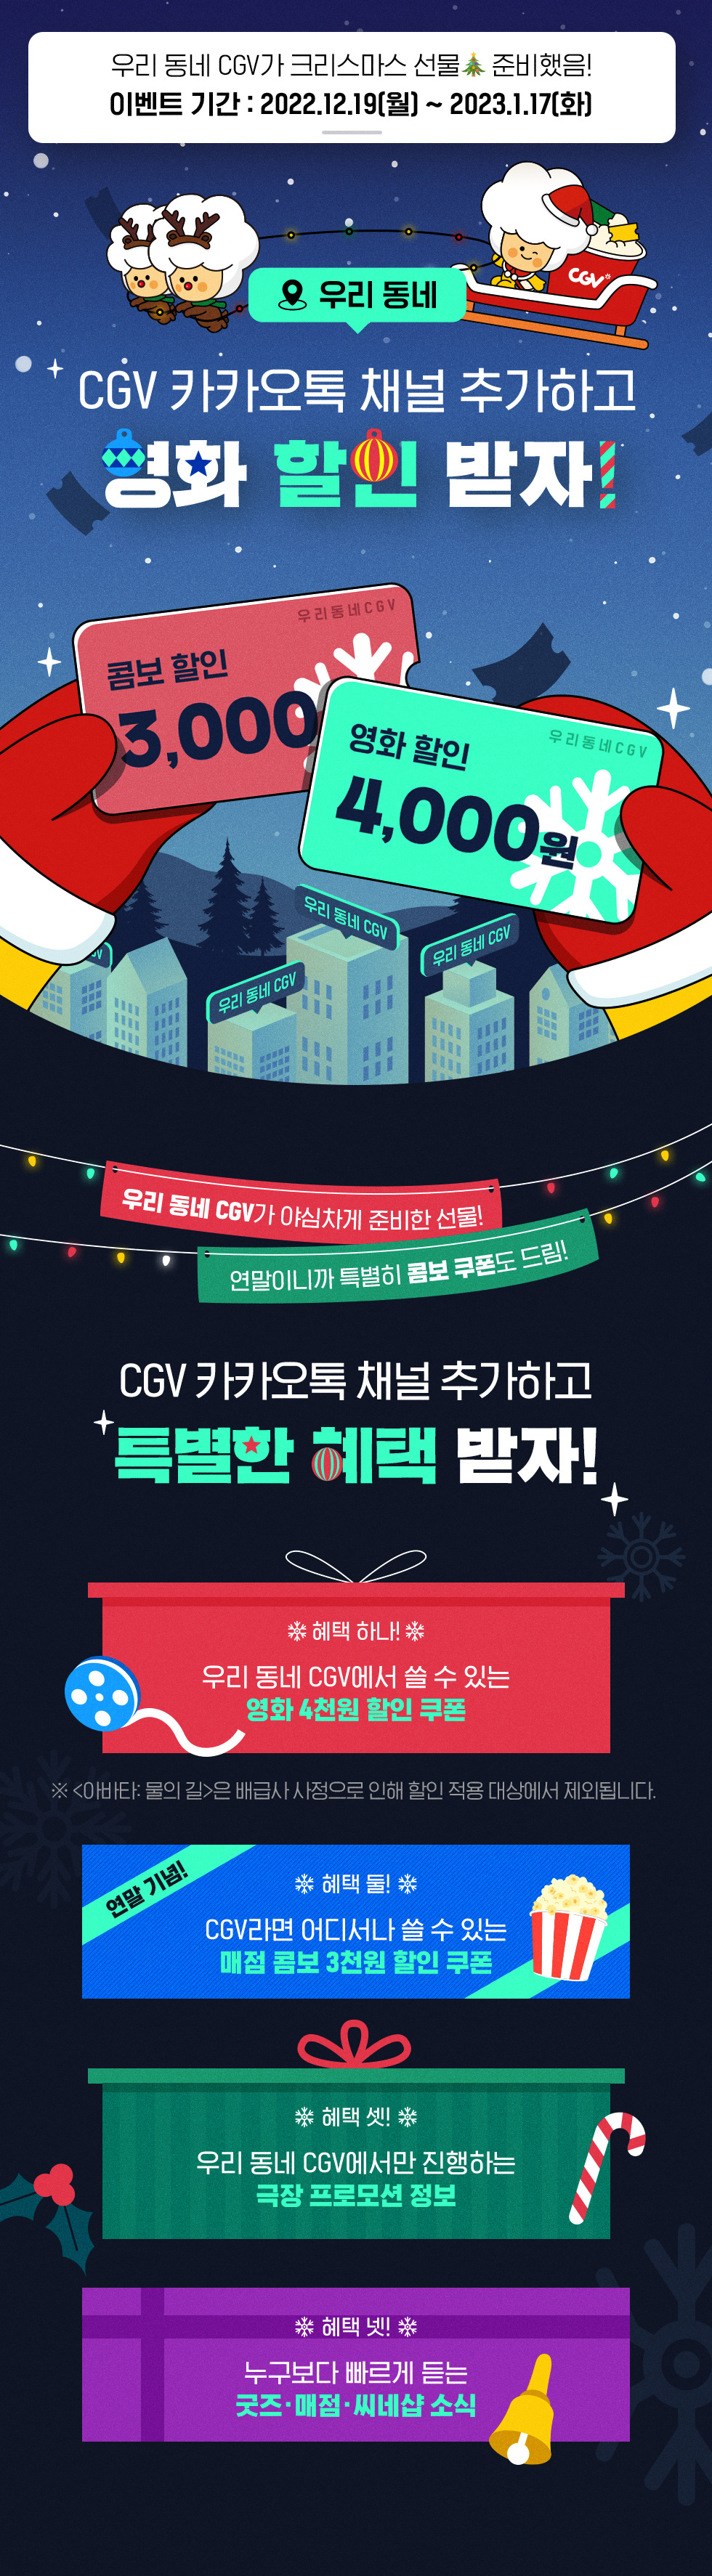 우리 동네 CGV가 크리스마스 선물🎄 준비했음!
이벤트 기간 : 2022.12.19(월) ~ 2023.1.17(화)
CGV
우리 동네
CGV 카카오톡 채널 추가하고
영화 할인 받자!
우리동네CGV
콤보 할인
3,000
우리동네CGV
영화 할인
4,000원
우리 동네 CGV
우리 동네 CGV
우리 동네 CGV
우리 동네 CGV가 야심차게 준비한 선물!
연말이니까 특별히 콤보 쿠폰도 드림!
CGV 카카오톡 채널 추가하고
특별한 혜택 받자!
혜택 하나!
우리 동네 CGV에서 쓸 수 있는
영화 4천원 할인 쿠폰
※ <아바타: 물의 길>은 배급사 사정으로 인해 할인 적용 대상에서 제외됩니다.
연말 기념!
혜택 둘!
CGV라면 어디서나 쓸 수 있는
매점 콤보 3천원 할인 쿠폰
혜택 셋!
우리 동네 CGV에서만 진행하는
극장 프로모션 정보
혜택 넷!
누구보다 빠르게 듣는
굿즈·매점·씨네샵 소식